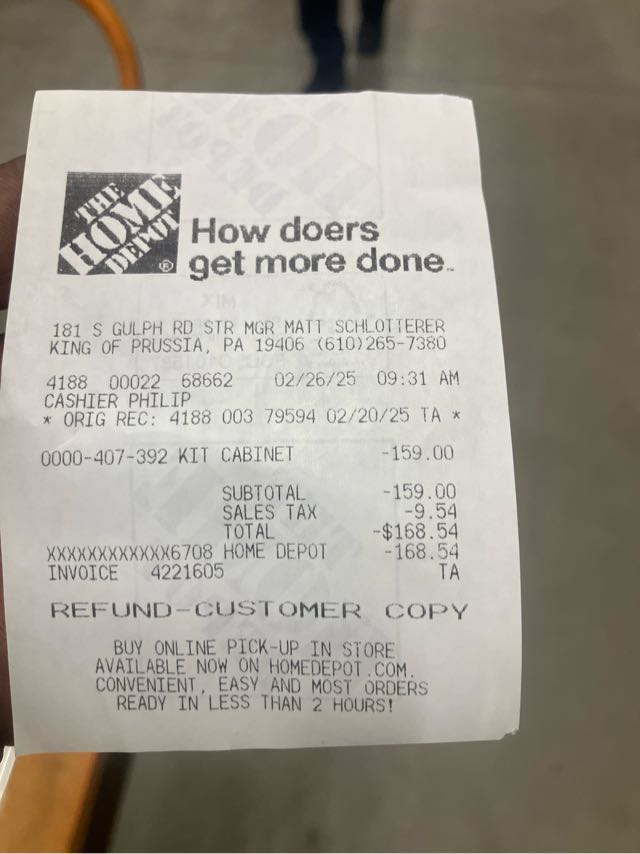 THE
HOME
DEPOT
®
How doers
get more done™
181 S GULPH RD STR MGR MATT SCHLOTTERER
KING OF PRUSSIA, PA 19406 (610)265-7380
4188 00022 68662 02/26/25 09:31 AM
CASHIER PHILIP
* ORIG REC: 4188 003 79594 02/20/25 TA *
0000-407-392 KIT CABINET -159.00
SUBTOTAL -159.00
SALES TAX -9.54
TOTAL -$168.54
XXXXXXXXXXXX6708 HOME DEPOT -168.54
INVOICE 4221605 TA
REFUND-CUSTOMER COPY
BUY ONLINE PICK-UP IN STORE
AVAILABLE NOW ON HOMEDEPOT.COM.
CONVENIENT, EASY AND MOST ORDERS
READY IN LESS THAN 2 HOURS!